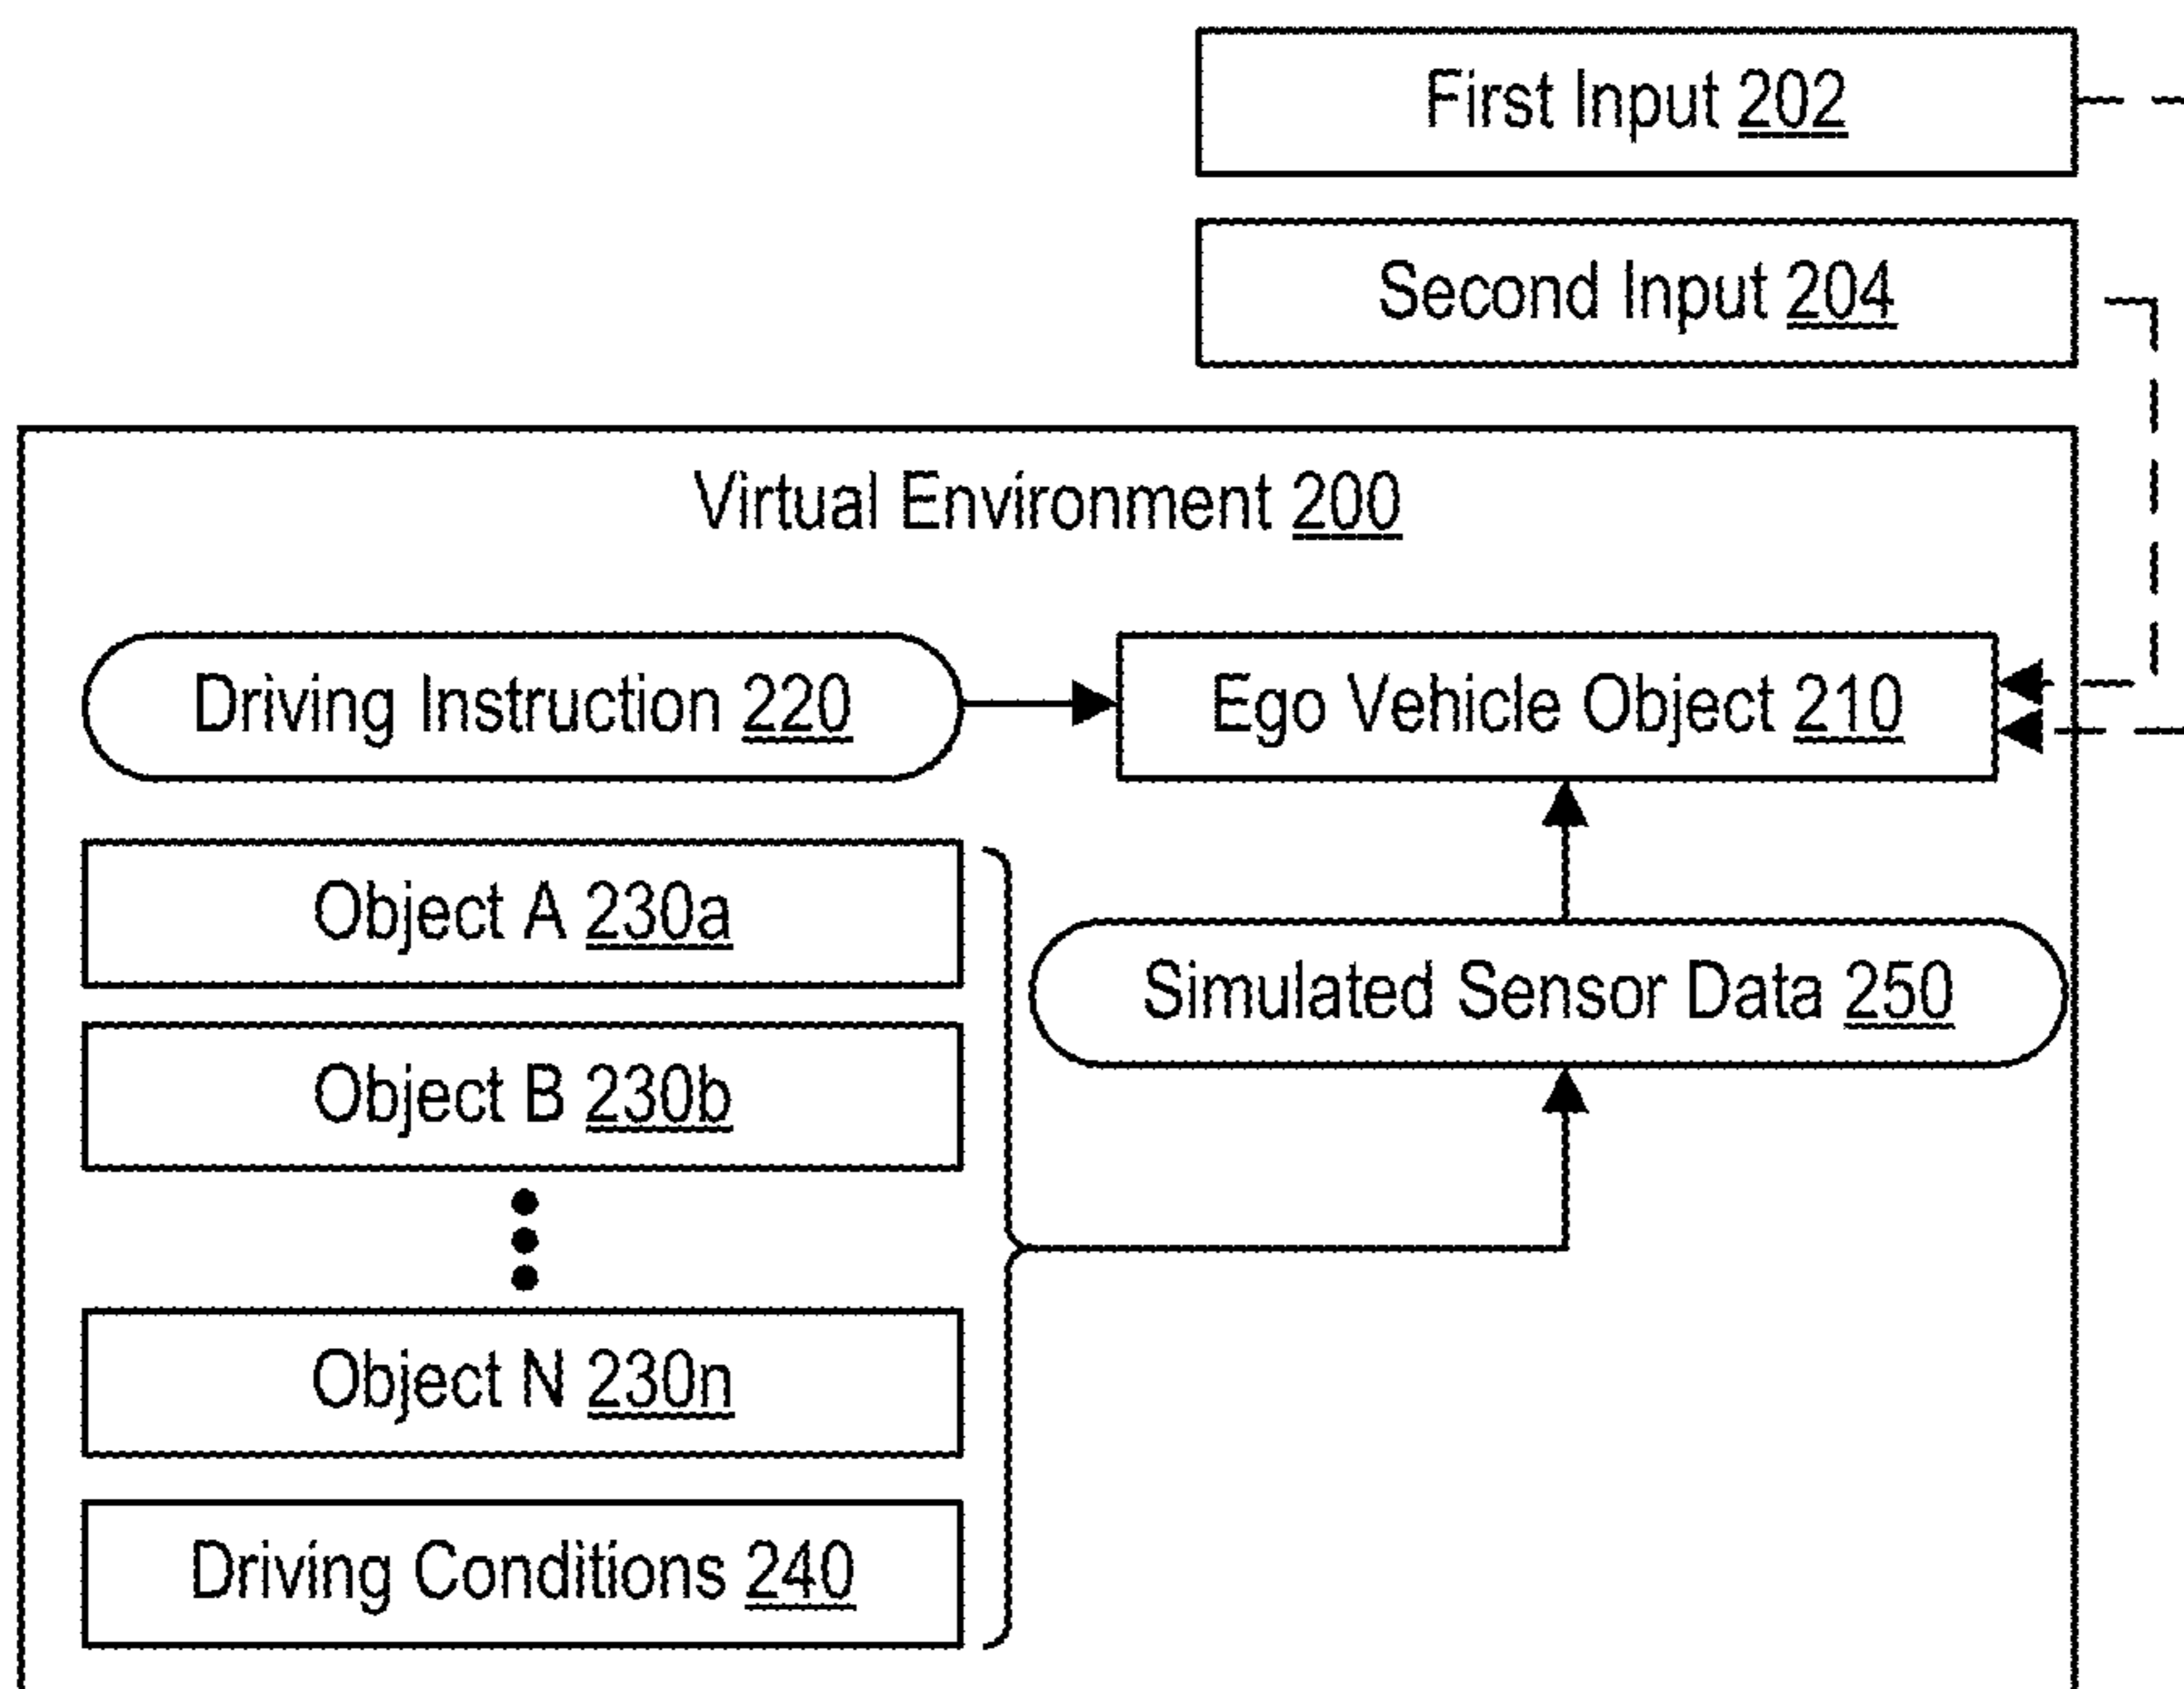 First Input 202
Second Input 204
Virtual Environment 200
Driving Instruction 220
Ego Vehicle Object 210
Object A 230a
Simulated Sensor Data 250
Object B 230b
Object N 230n
Driving Conditions 240